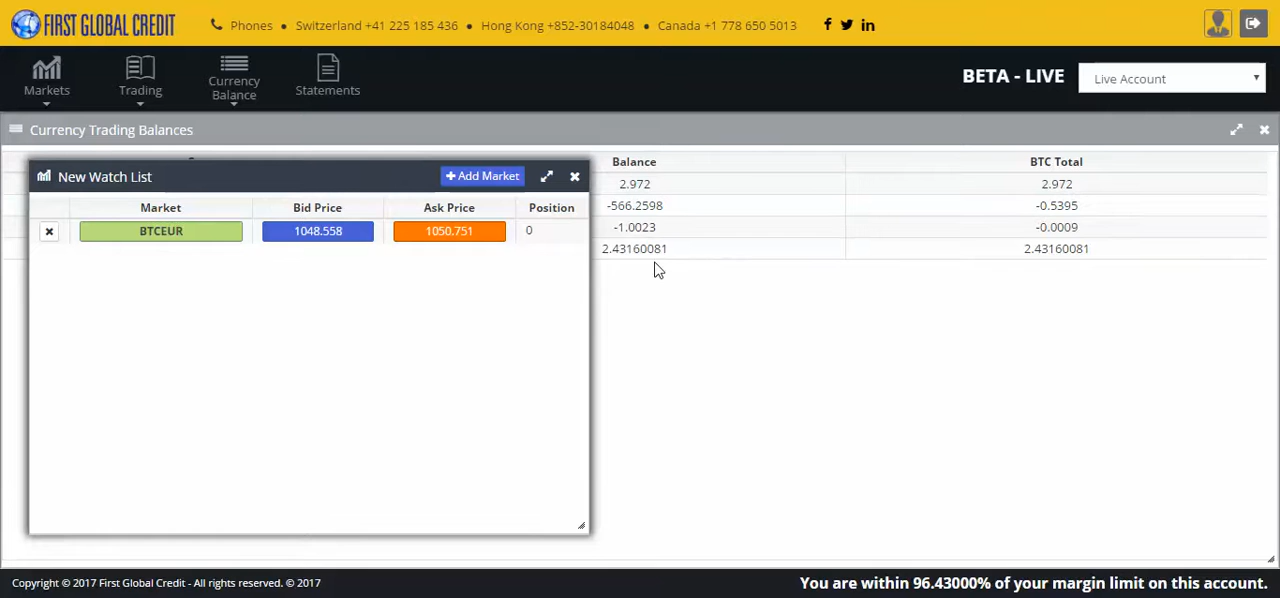 FIRST GLOBAL CREDIT
Phones • Switzerland +41 225 185 436 • Hong Kong +852-30184048 • Canada +1 778 650 5013
Markets
Trading
Currency
Balance
Statements
BETA - LIVE
Live Account
Currency Trading Balances
Balance BTC Total
2.972 2.972
-566.2598 -0.5395
-1.0023 -0.0009
2.43160081 2.43160081
New Watch List
+ Add Market
Market Bid Price Ask Price Position
BTCEUR 1048.558 1050.751 0
Copyright © 2017 First Global Credit - All rights reserved. © 2017
You are within 96.43000% of your margin limit on this account.